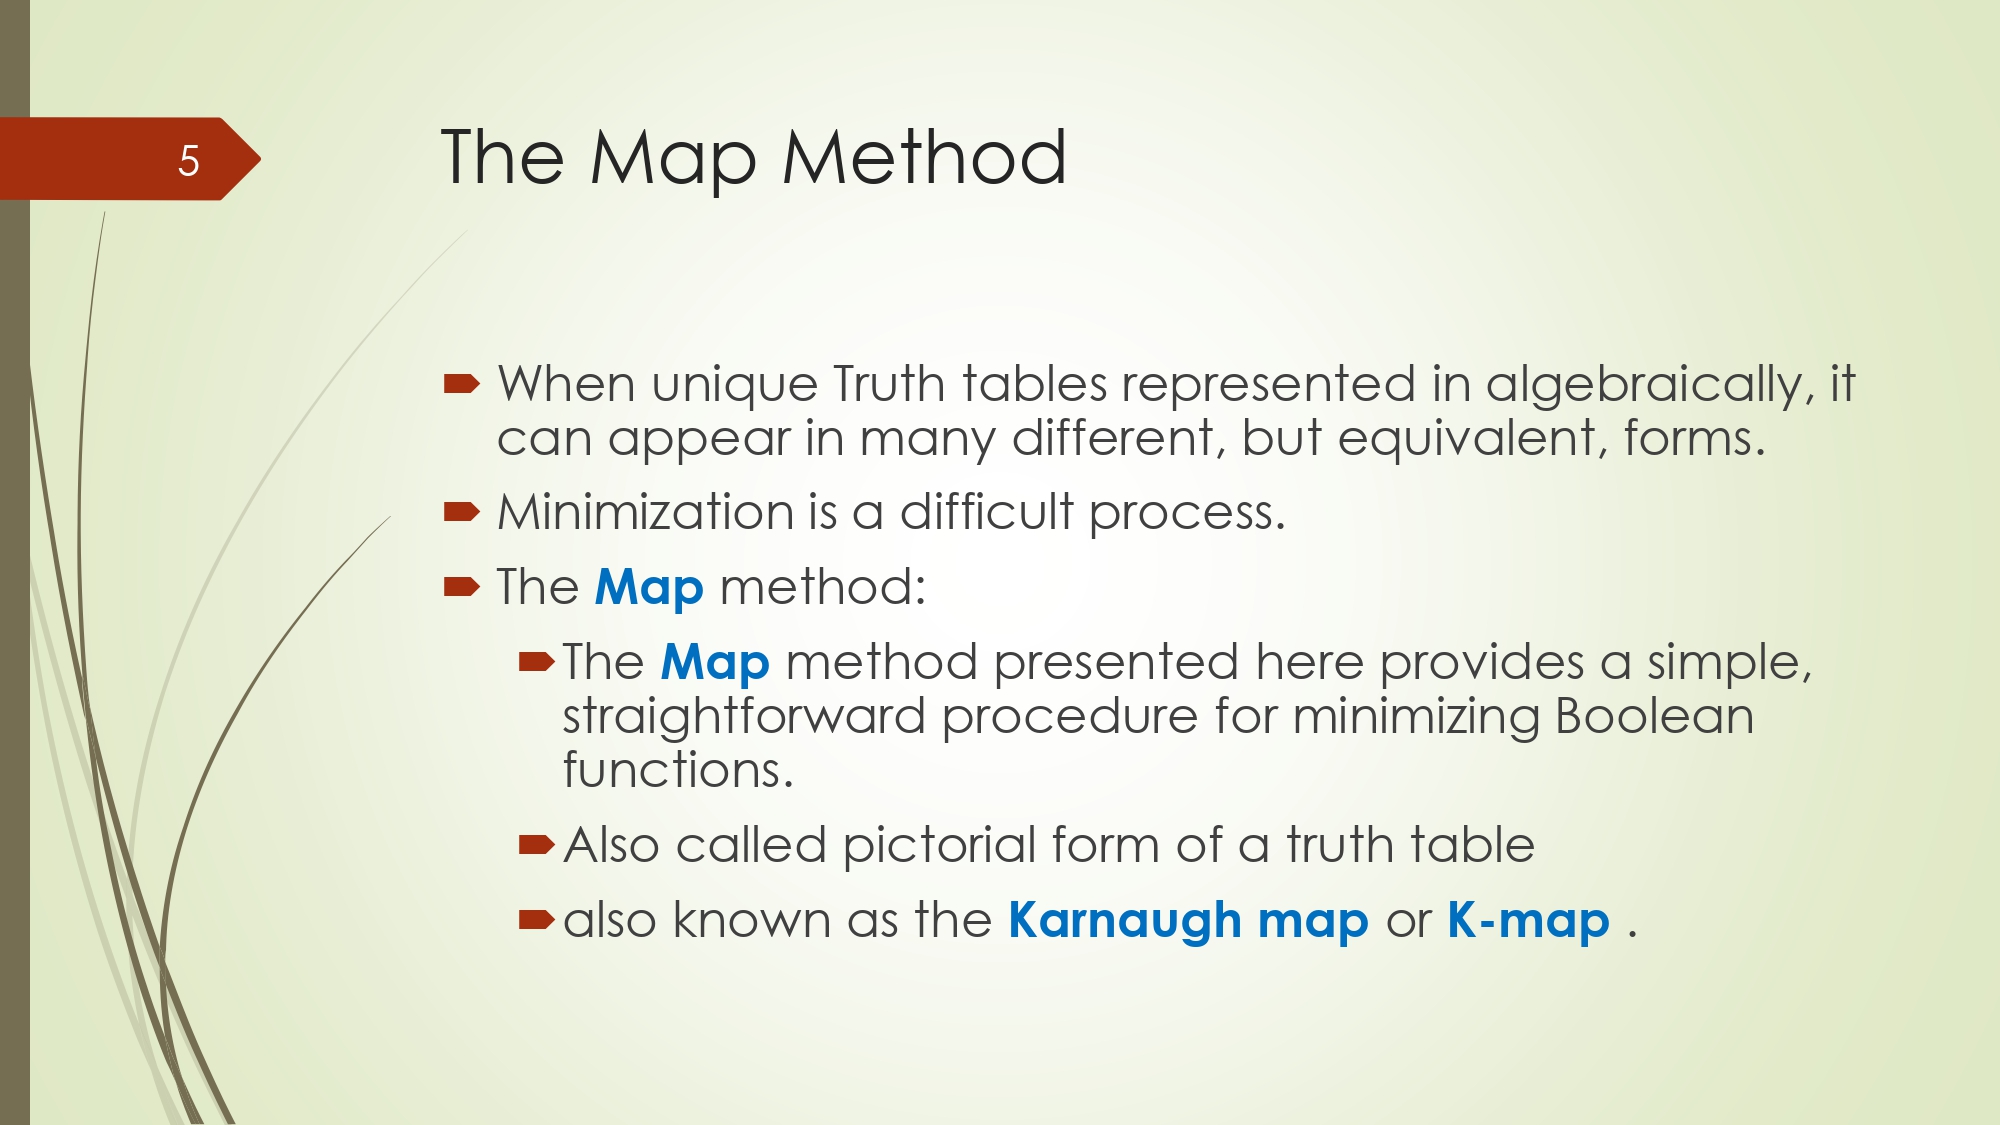 5
The Map Method
When unique Truth tables represented in algebraically, it
can appear in many different, but equivalent, forms.
Minimization is a difficult process.
The Map method:
The Map method presented here provides a simple,
straightforward procedure for minimizing Boolean
functions.
Also called pictorial form of a truth table
also known as the Karnaugh map or K-map .